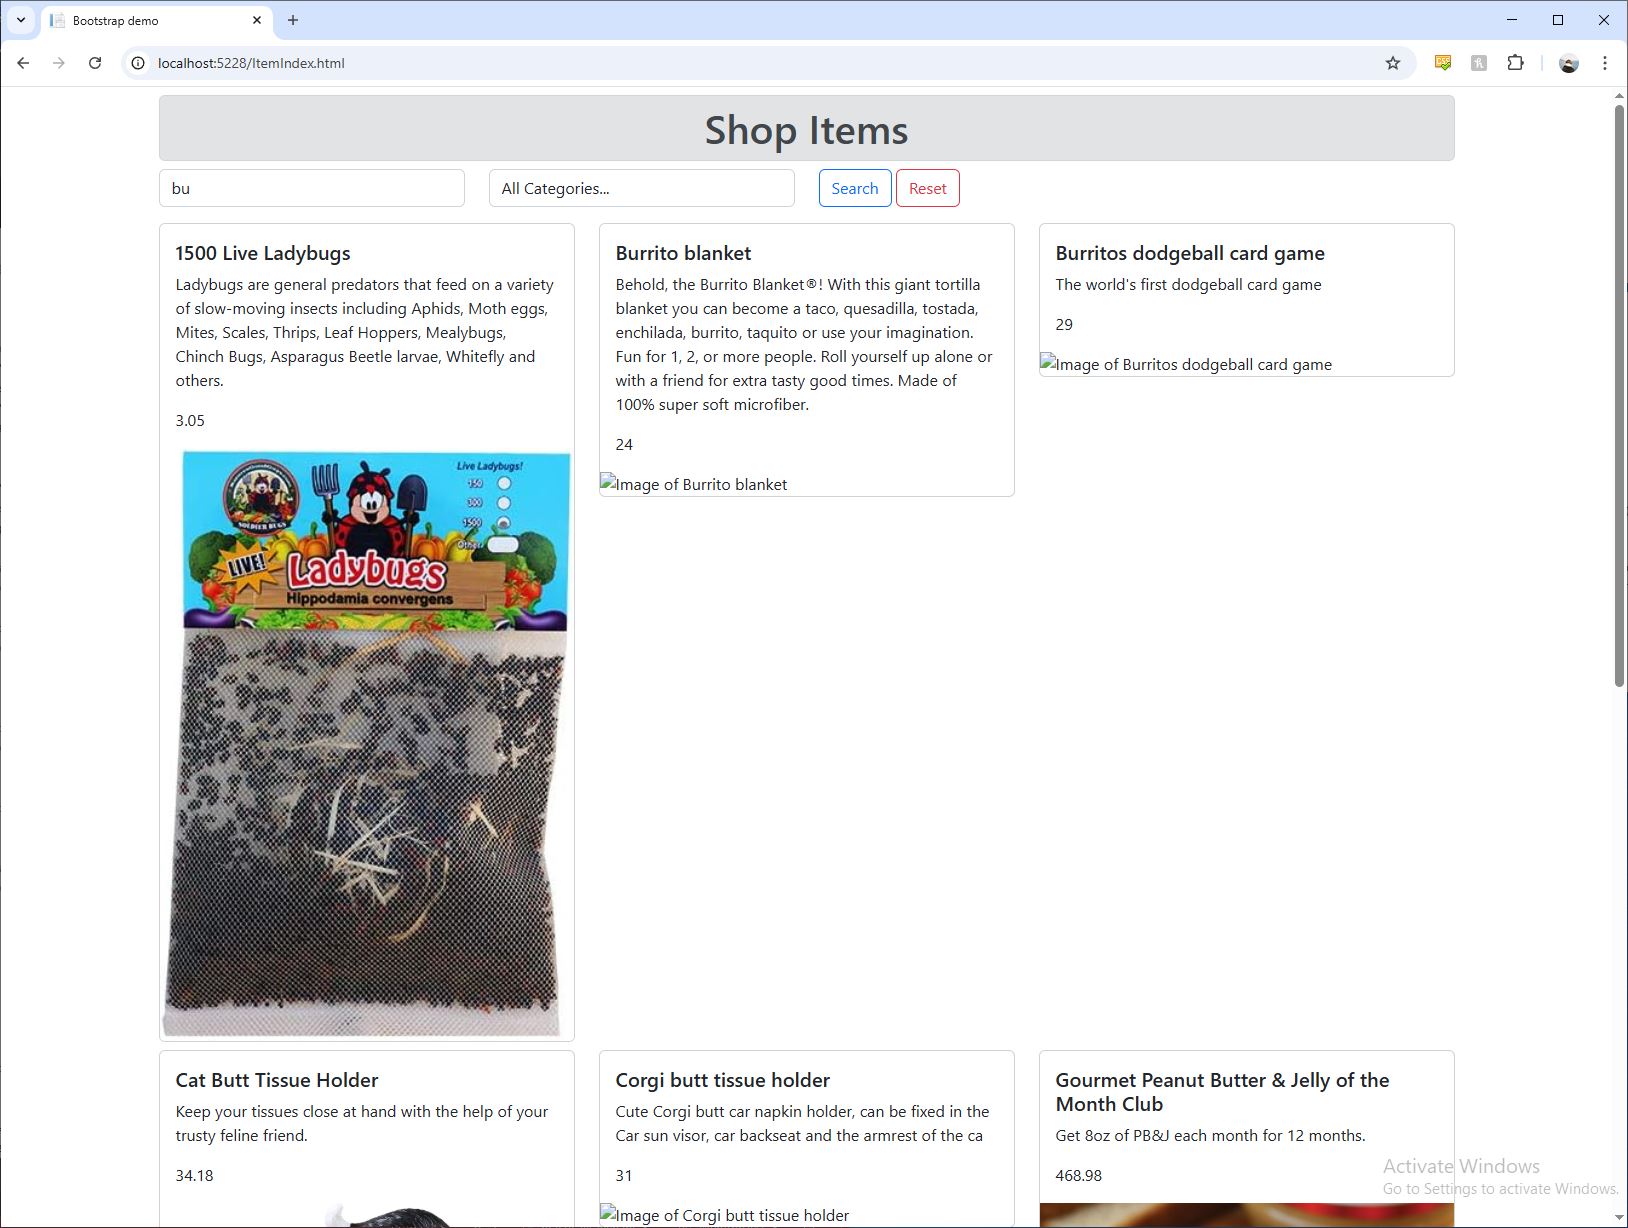 Bootstrap demo
localhost:5228/ItemIndex.html
Shop Items
bu
All Categories...
Search
Reset
1500 Live Ladybugs
Ladybugs are general predators that feed on a variety
of slow-moving insects including Aphids, Moth eggs,
Mites, Scales, Thrips, Leaf Hoppers, Mealybugs,
Chinch Bugs, Asparagus Beetle larvae, Whitefly and
others.
3.05
Live Ladybugs!
150
300
1500
Other
SOLDIER BUGS
LIVE!
Ladybugs
Hippodamia convergens
Burrito blanket
Behold, the Burrito Blanket®! With this giant tortilla
blanket you can become a taco, quesadilla, tostada,
enchilada, burrito, taquito or use your imagination.
Fun for 1, 2, or more people. Roll yourself up alone or
with a friend for extra tasty good times. Made of
100% super soft microfiber.
24
Image of Burrito blanket
Burritos dodgeball card game
The world's first dodgeball card game
29
Image of Burritos dodgeball card game
Cat Butt Tissue Holder
Keep your tissues close at hand with the help of your
trusty feline friend.
34.18
Corgi butt tissue holder
Cute Corgi butt car napkin holder, can be fixed in the
Car sun visor, car backseat and the armrest of the ca
31
Image of Corgi butt tissue holder
Gourmet Peanut Butter & Jelly of the
Month Club
Get 8oz of PB&J each month for 12 months.
468.98
Activate Windows
Go to Settings to activate Windows.